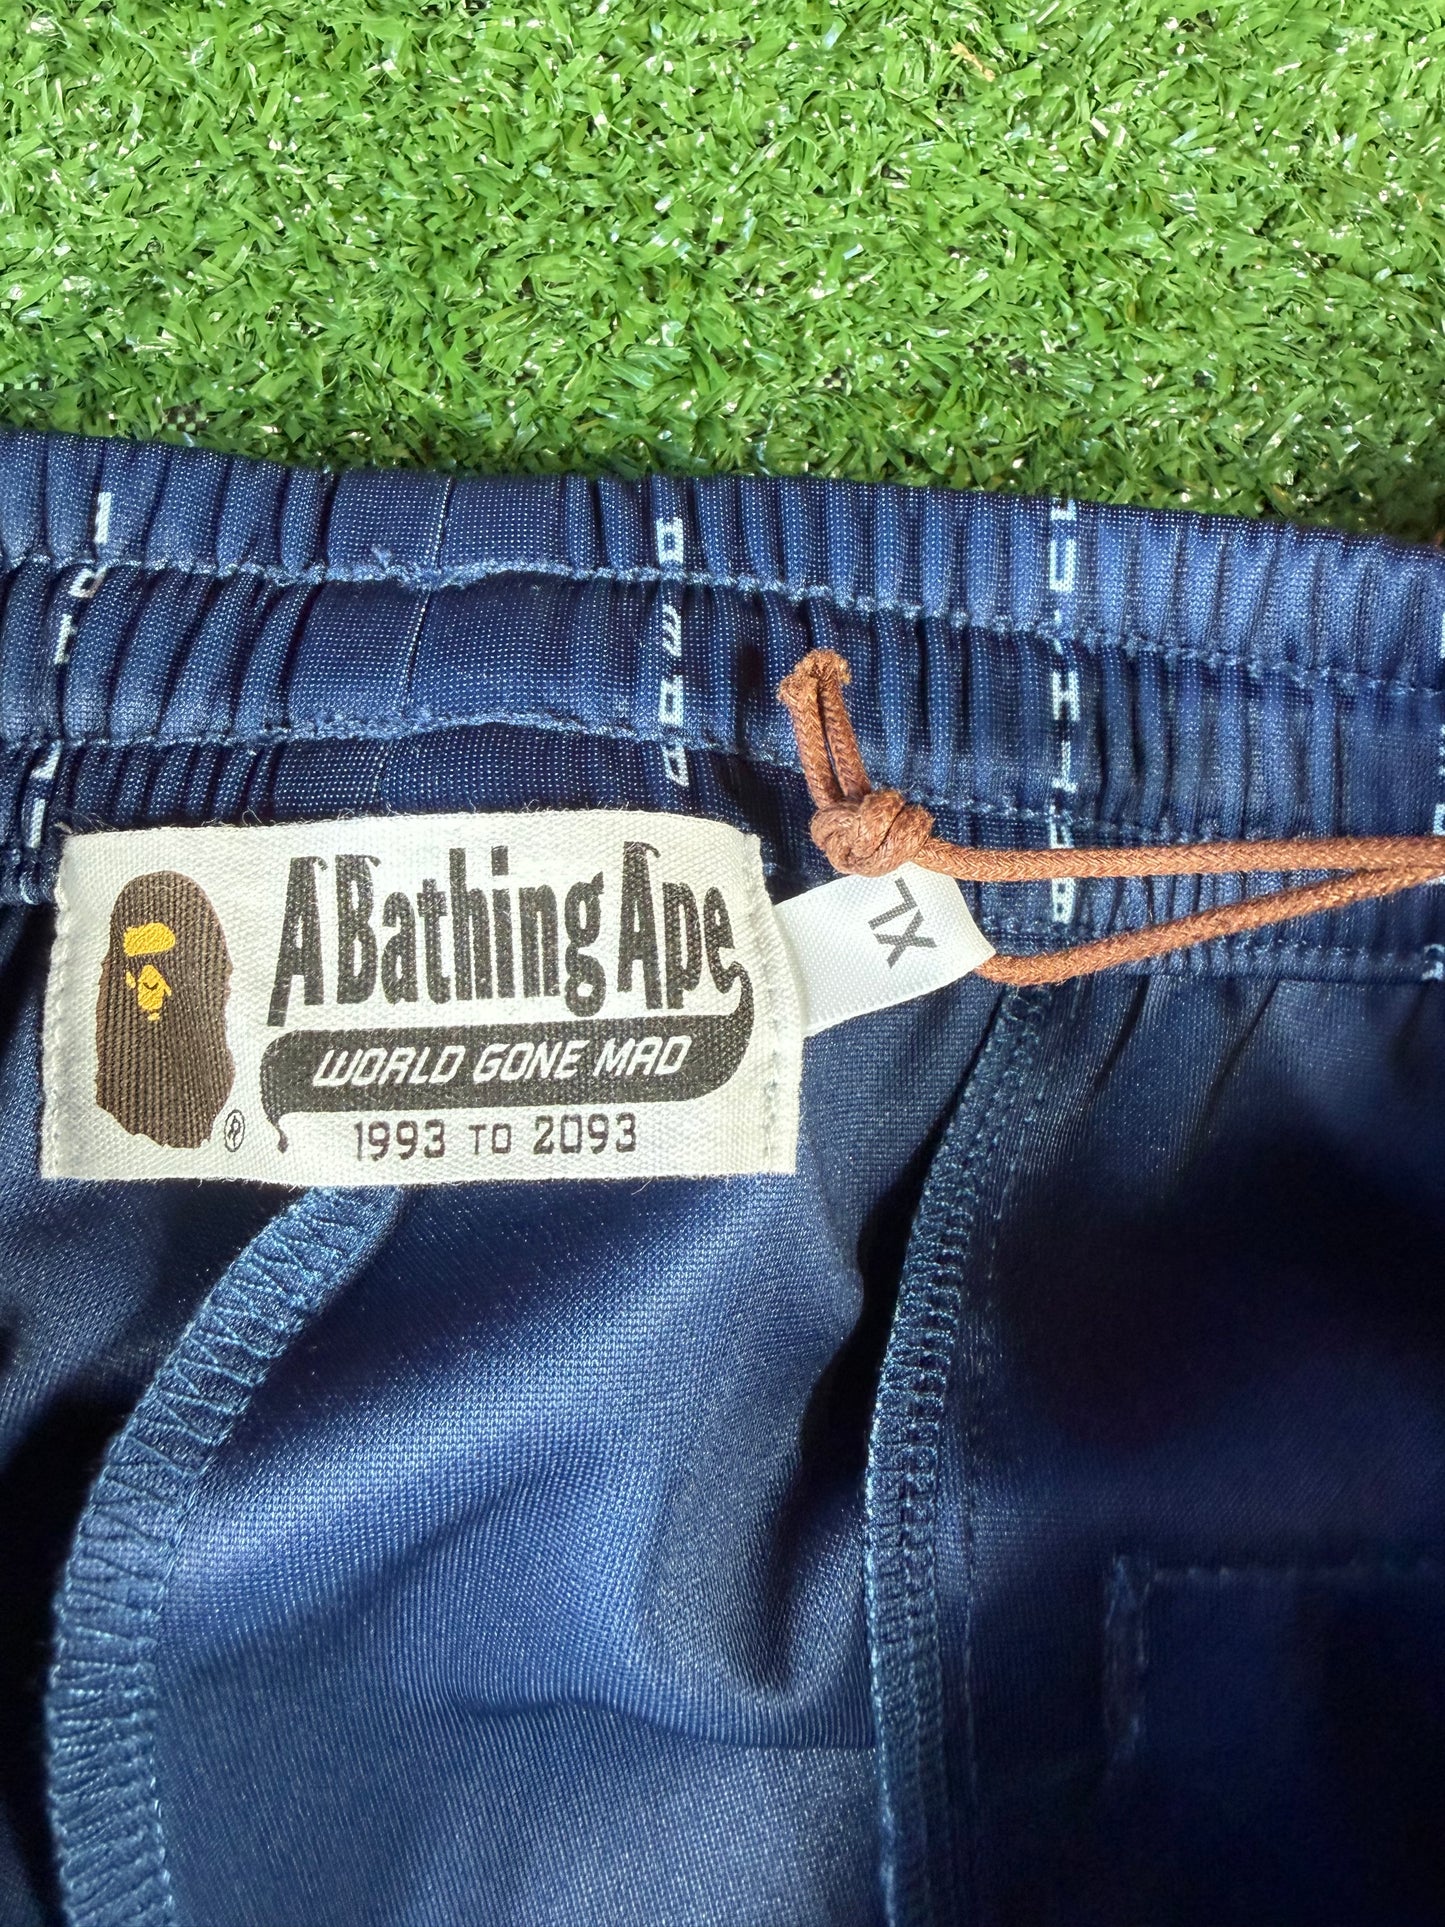 A Bathing Ape
WORLD GONE MAD
1993 TO 2093
®
XL